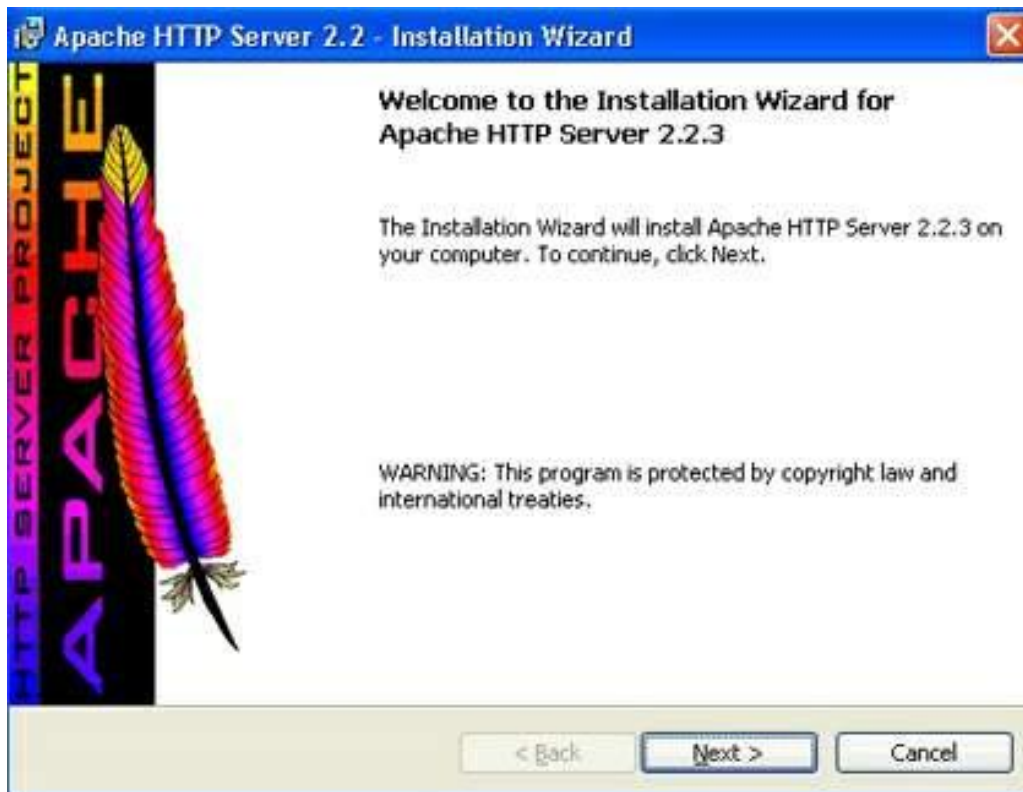 Apache HTTP Server 2.2 - Installation Wizard
HTTP SERVER PROJECT
APACHE
Welcome to the Installation Wizard for
Apache HTTP Server 2.2.3
The Installation Wizard will install Apache HTTP Server 2.2.3 on
your computer. To continue, click Next.
WARNING: This program is protected by copyright law and
international treaties.
< Back
Next >
Cancel